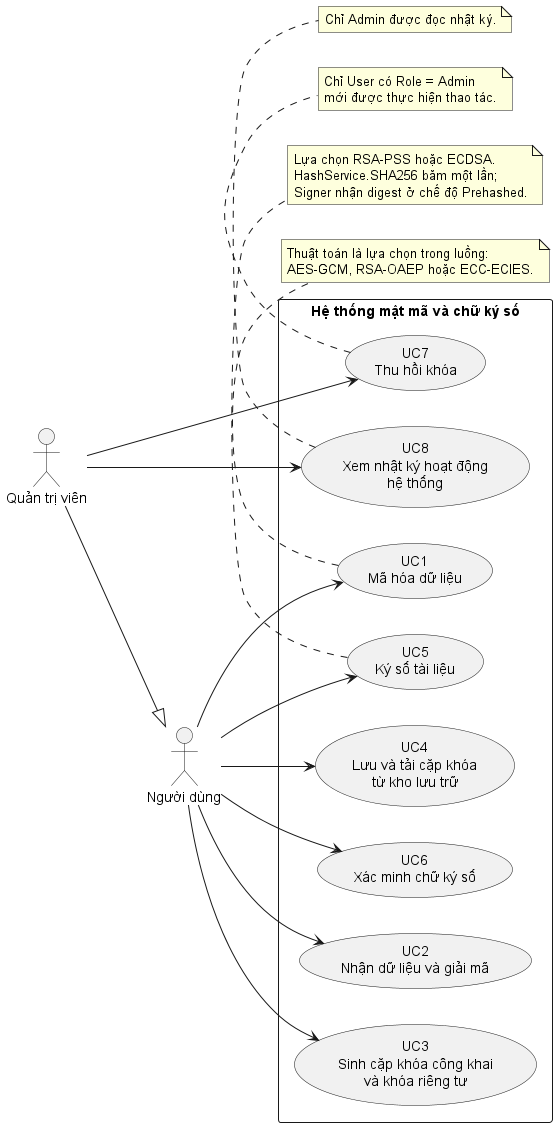 Chỉ Admin được đọc nhật ký.
Chỉ User có Role = Admin
mới được thực hiện thao tác.
Lựa chọn RSA-PSS hoặc ECDSA.
HashService.SHA256 băm một lần;
Signer nhận digest ở chế độ Prehashed.
Thuật toán là lựa chọn trong luồng:
AES-GCM, RSA-OAEP hoặc ECC-ECIES.
Hệ thống mật mã và chữ ký số
UC7
Thu hồi khóa
UC8
Xem nhật ký hoạt động
hệ thống
Quản trị viên
UC1
Mã hóa dữ liệu
UC5
Ký số tài liệu
UC4
Lưu và tải cặp khóa
từ kho lưu trữ
Người dùng
UC6
Xác minh chữ ký số
UC2
Nhận dữ liệu và giải mã
UC3
Sinh cặp khóa công khai
và khóa riêng tư